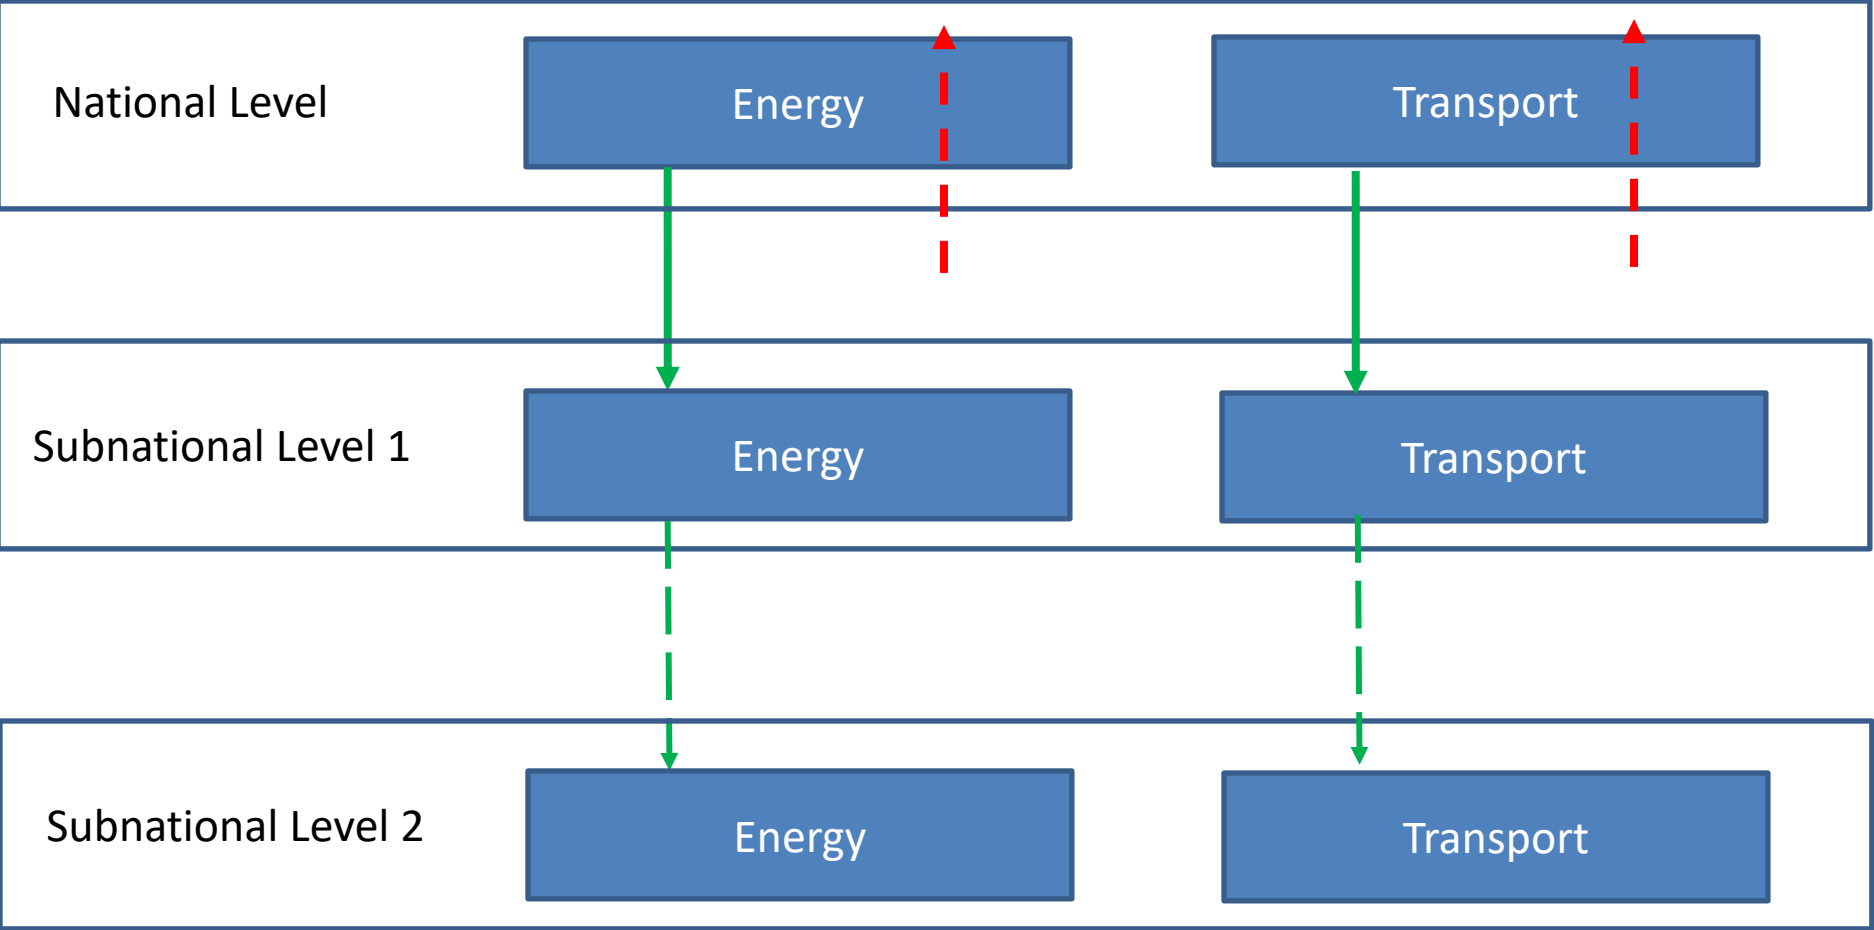 National Level
Energy
Transport
Subnational Level 1
Energy
Transport
Subnational Level 2
Energy
Transport